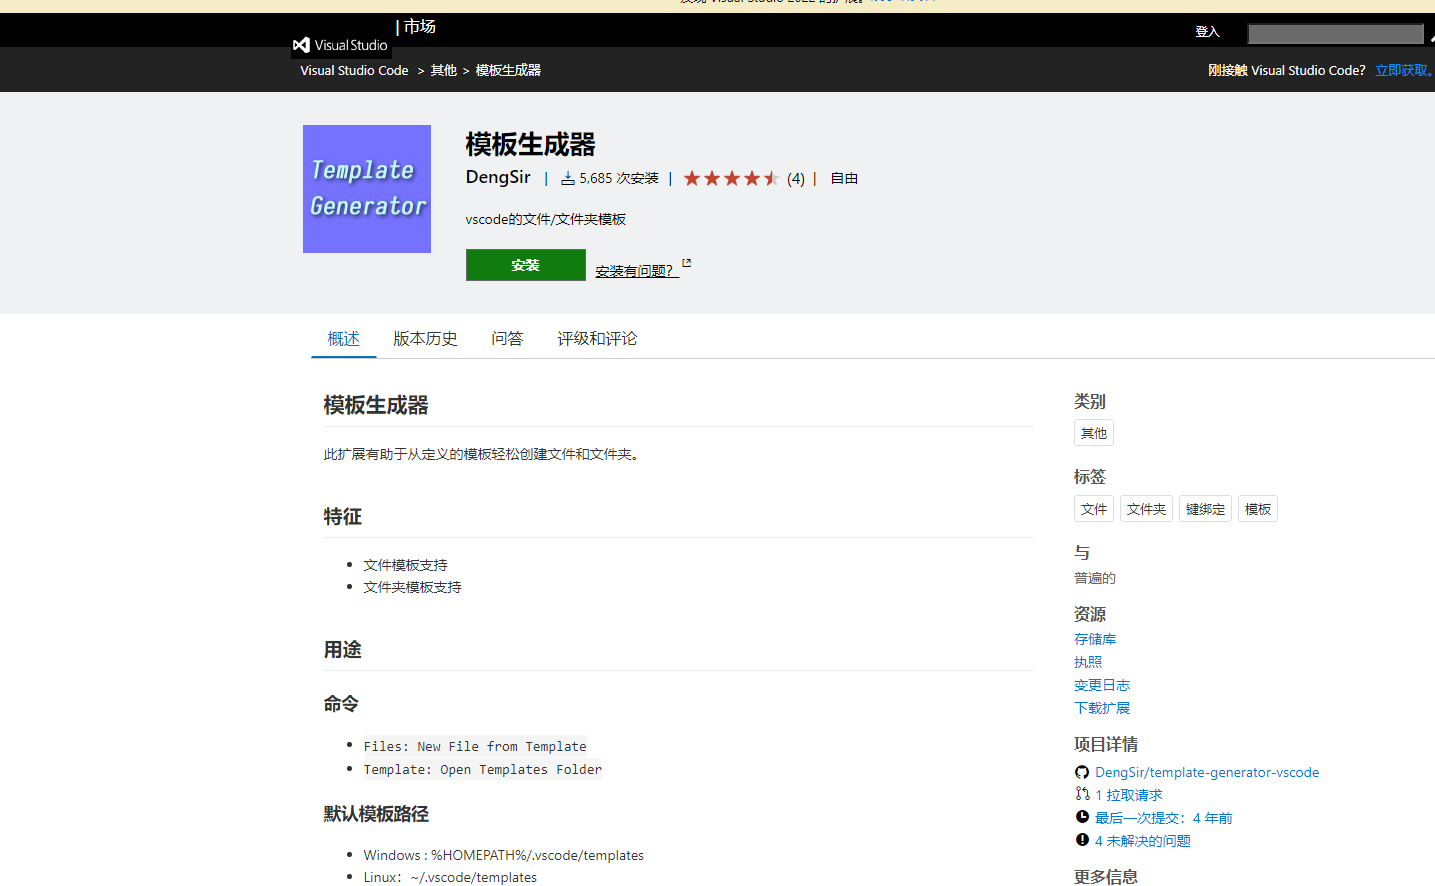 | 市场
登入
Visual Studio
Visual Studio Code > 其他 > 模板生成器
刚接触 Visual Studio Code? 立即获取。
Template
Generator
模板生成器
DengSir | 5,685 次安装 | (4) | 自由
vscode的文件/文件夹模板
安装
安装有问题?
概述 版本历史 问答 评级和评论
模板生成器
此扩展有助于从定义的模板轻松创建文件和文件夹。
特征
文件模板支持
文件夹模板支持
用途
命令
Files: New File from Template
Template: Open Templates Folder
默认模板路径
Windows : %HOMEPATH%/.vscode/templates
Linux：~/.vscode/templates
类别
其他
标签
文件 文件夹 键绑定 模板
与
普遍的
资源
存储库
执照
变更日志
下载扩展
项目详情
DengSir/template-generator-vscode
1 拉取请求
最后一次提交：4 年前
4 未解决的问题
更多信息